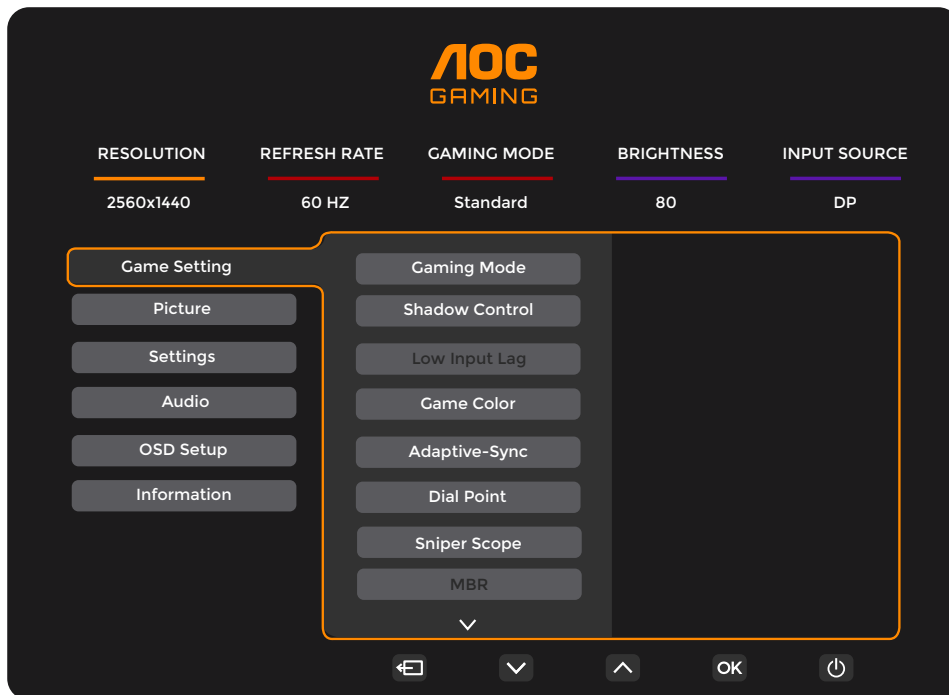 AOC
GAMING
RESOLUTION REFRESH RATE GAMING MODE BRIGHTNESS INPUT SOURCE
2560x1440 60 HZ Standard 80 DP
Game Setting
Picture
Settings
Audio
OSD Setup
Information
Gaming Mode
Shadow Control
Low Input Lag
Game Color
Adaptive-Sync
Dial Point
Sniper Scope
MBR
OK